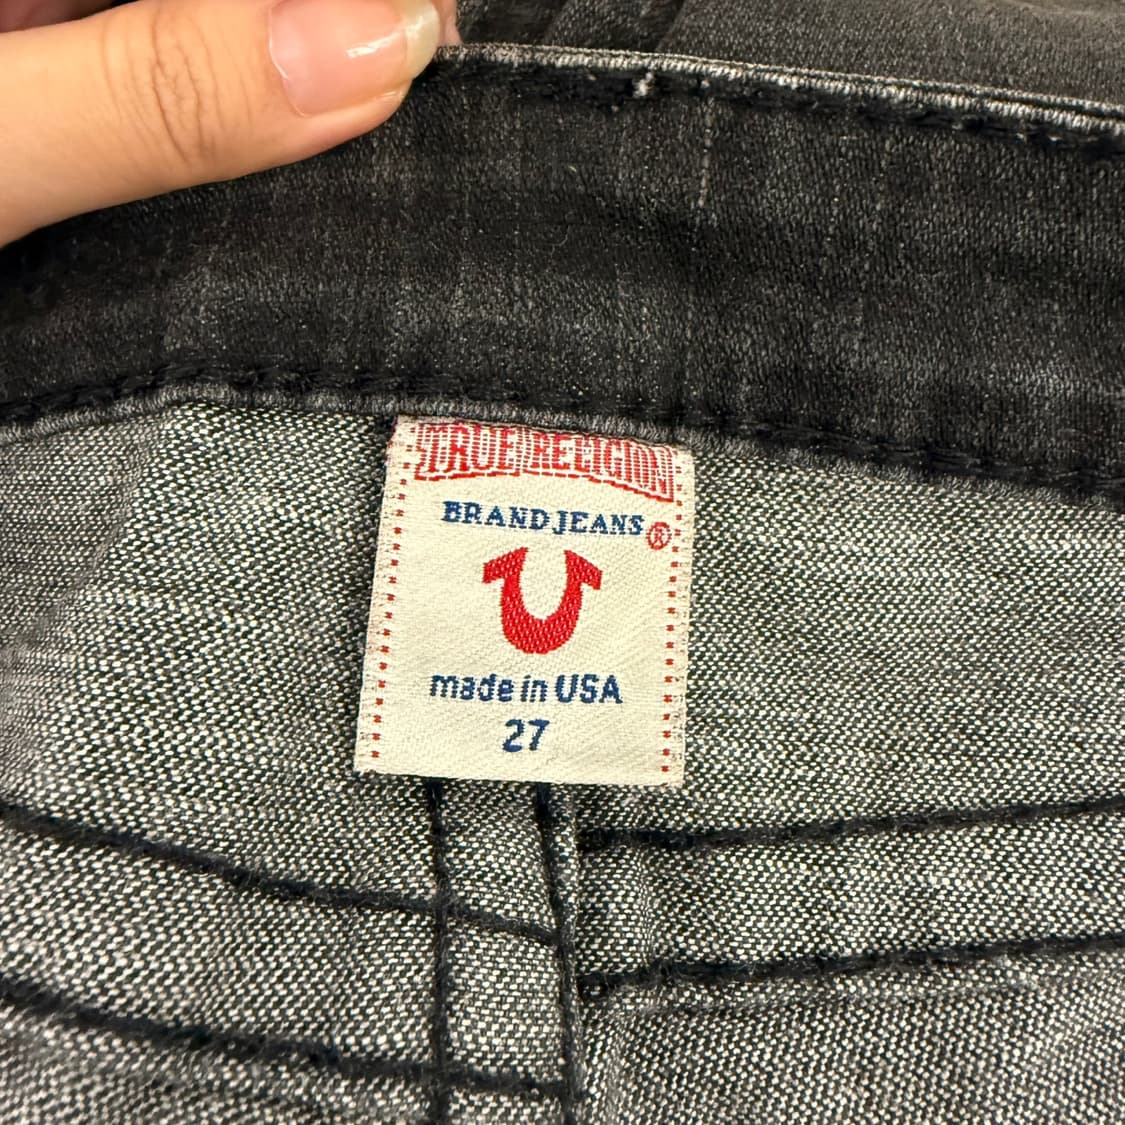 TRUE RELIGION
BRAND JEANS ®
made in USA
27